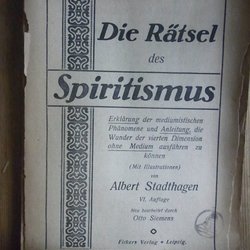 Die Rätsel
des
Spiritismus
Erklärung der mediumistischen
Phänomene und Anleitung, die
Wunder der vierten Dimension
ohne Medium ausführen zu
können
(Mit Illustrationen)
von
Albert Stadthagen
VI. Auflage
Neu bearbeitet durch
Otto Siemens
Ficker's Verlag • Leipzig.